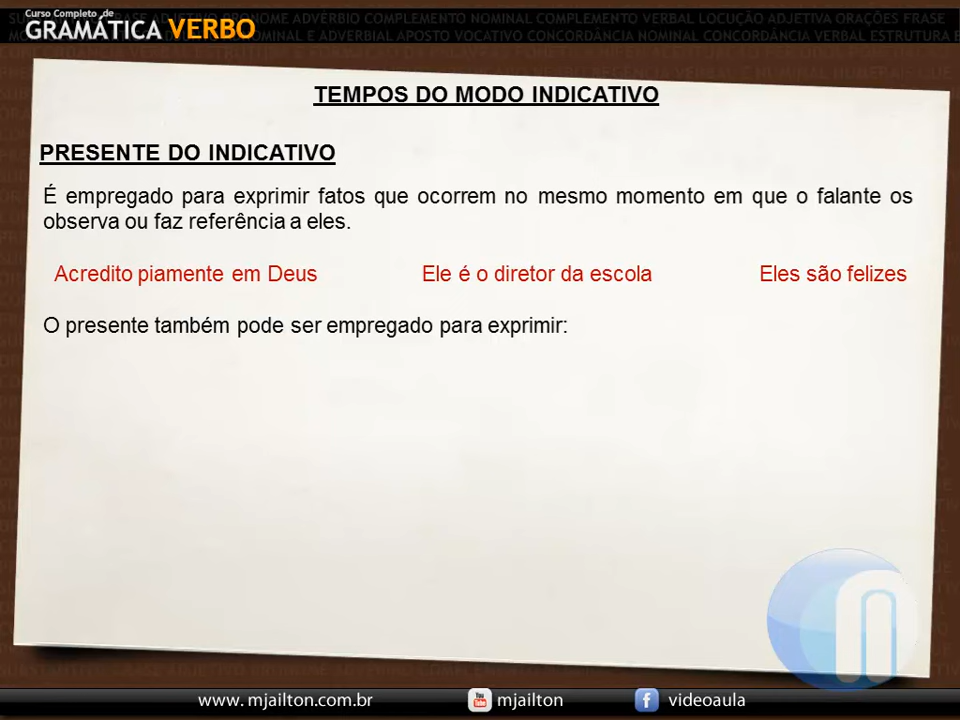 Curso Completo de
GRAMÁTICA VERBO
TEMPOS DO MODO INDICATIVO
PRESENTE DO INDICATIVO
É empregado para exprimir fatos que ocorrem no mesmo momento em que o falante os
observa ou faz referência a eles.
Acredito piamente em Deus Ele é o diretor da escola Eles são felizes
O presente também pode ser empregado para exprimir:
www. mjailton.com.br You Tube mjailton f videoaula